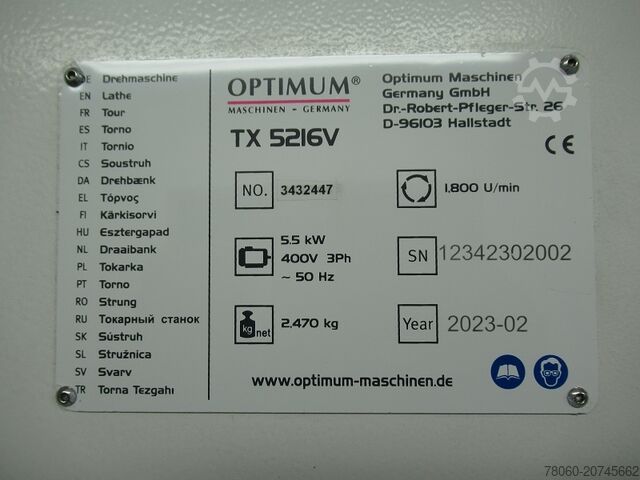 DE Drehmaschine
EN Lathe
FR Tour
ES Torno
IT Tornio
CS Soustruh
DA Drehbænk
EL Τόρνος
FI Kärkisorvi
HU Esztergapad
NL Draaibank
PL Tokarka
PT Torno
RO Strung
RU Токарный станок
SK Sústruh
SL Stružnica
SV Svarv
TR Torna Tezgahı
OPTIMUM®
MASCHINEN - GERMANY
Optimum Maschinen
Germany GmbH
Dr.-Robert-Pfleger-Str. 26
D-96103 Hallstadt
TX 5216V
CE
NO. 3432447
1.800 U/min
5.5 kW
400V 3Ph
~ 50 Hz
SN 12342302002
kg net 2.470 kg
Year 2023-02
www.optimum-maschinen.de
78060-20745662